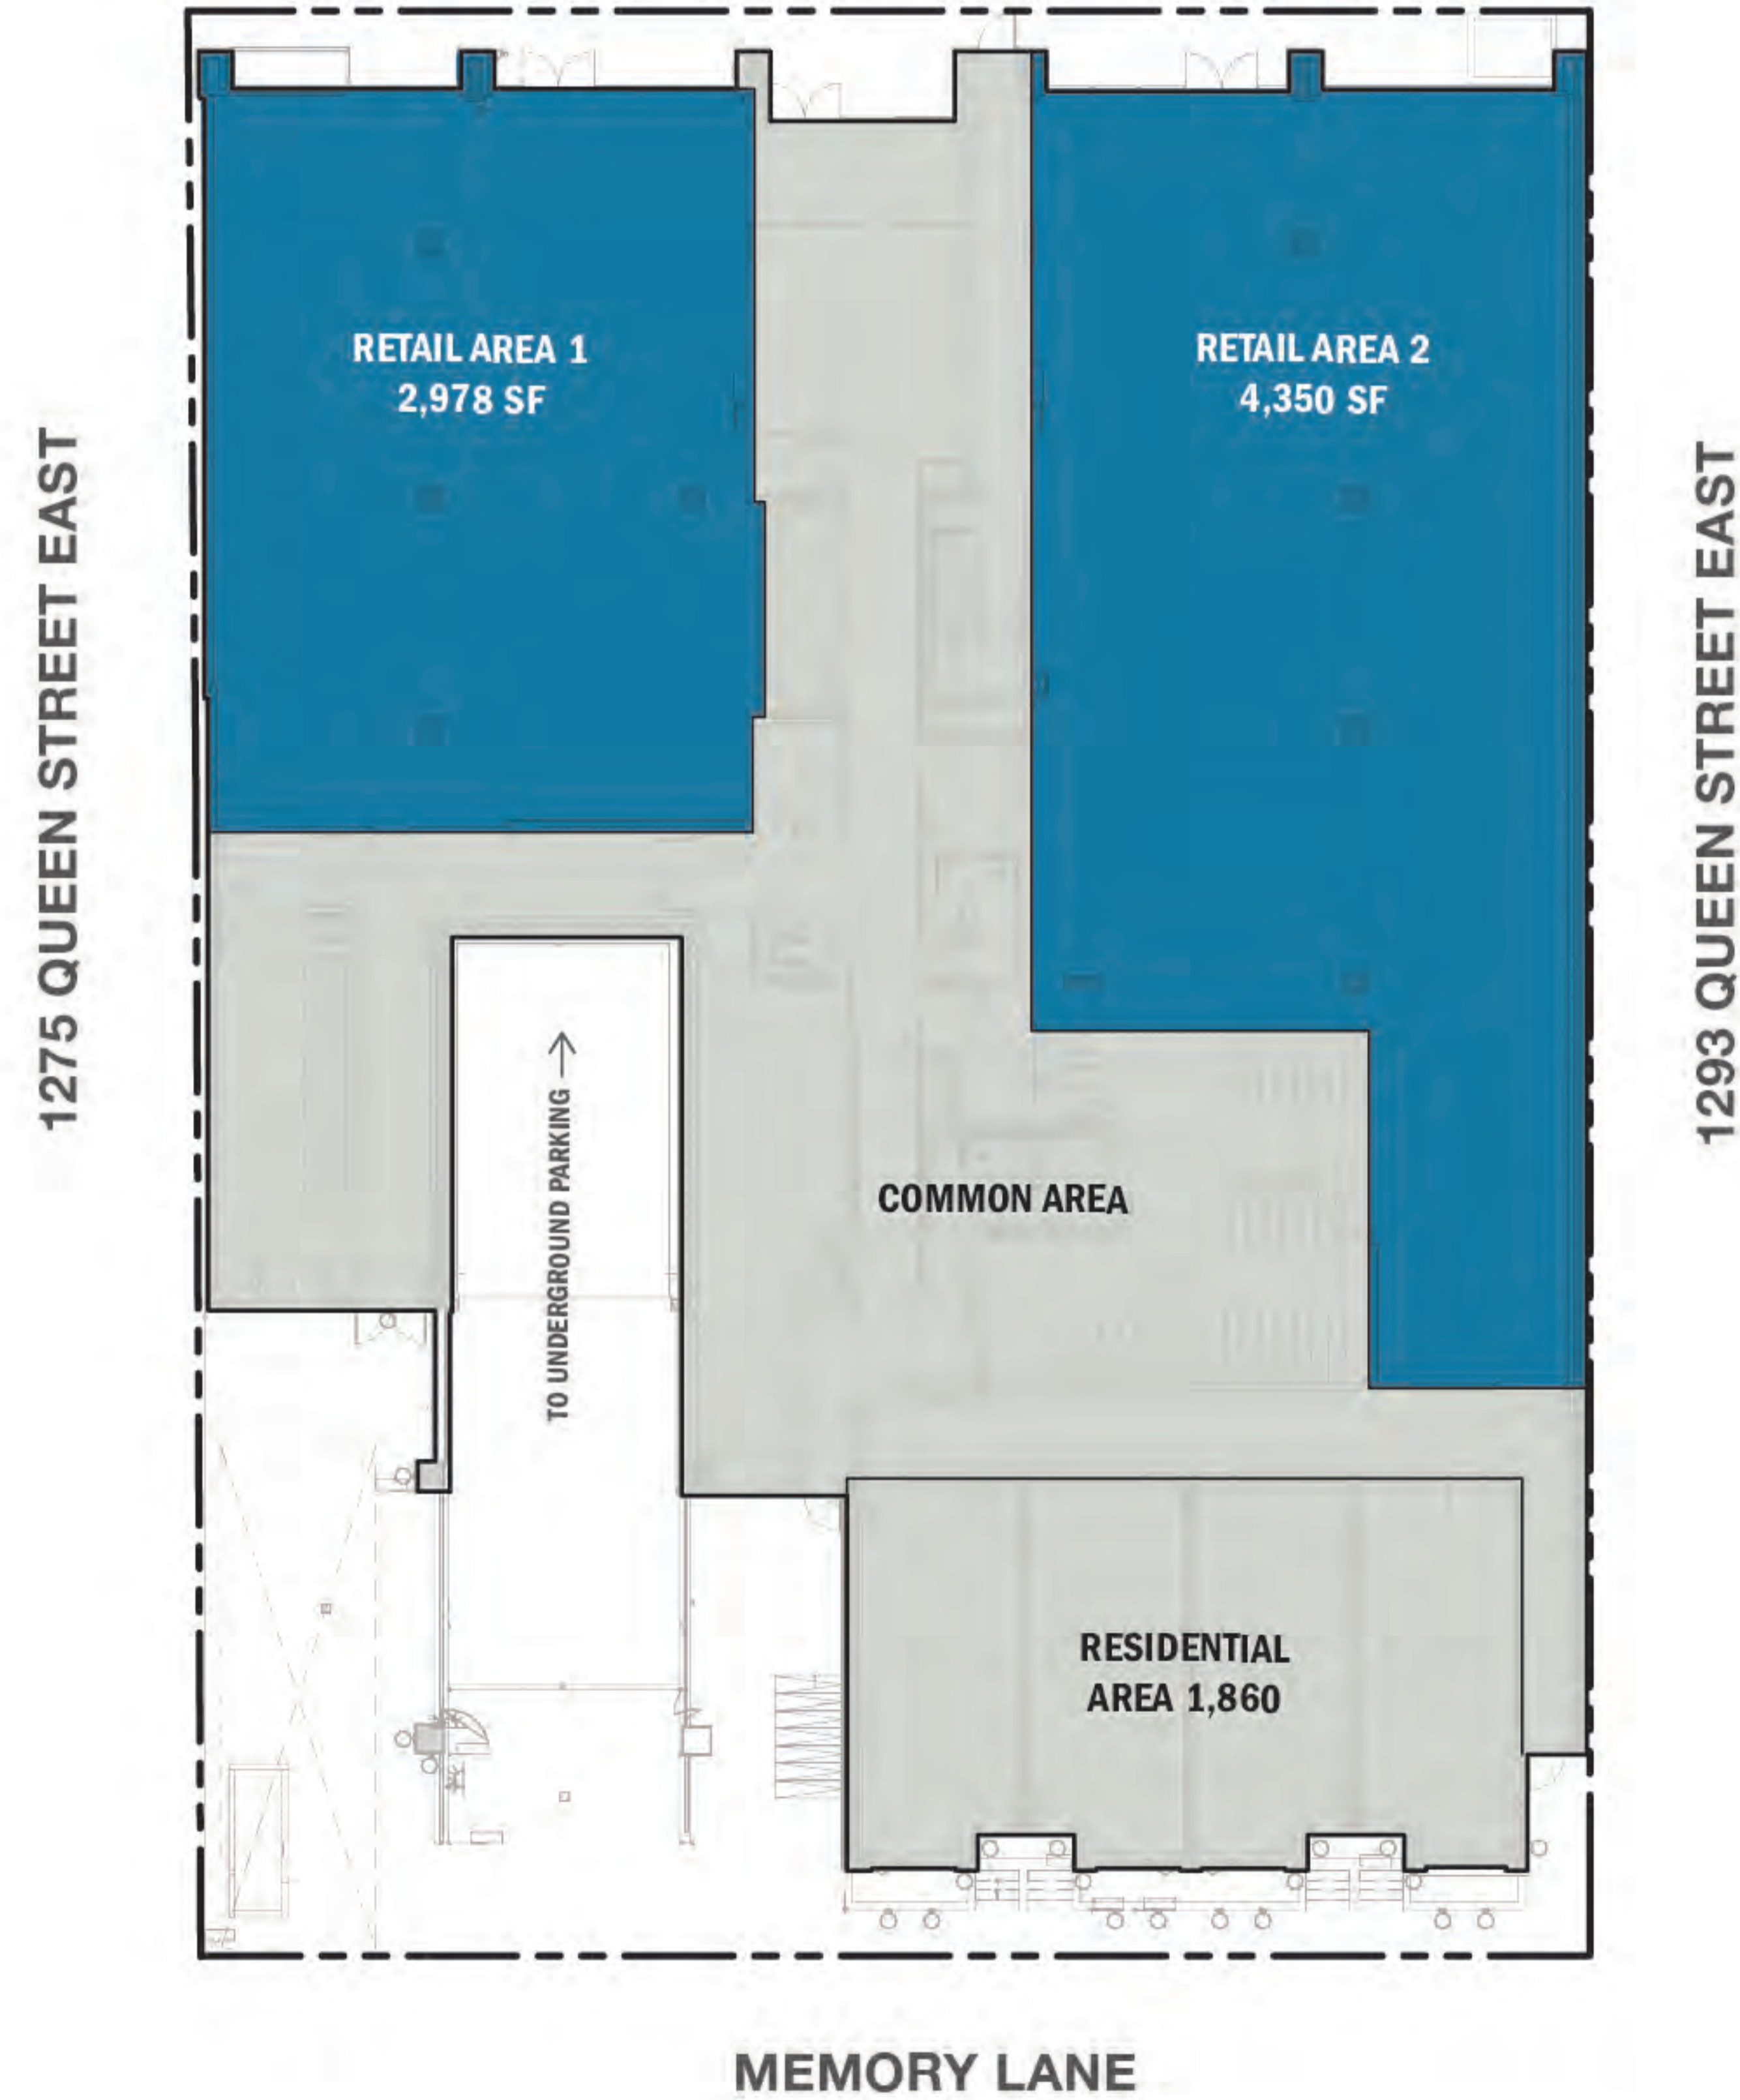 RETAIL AREA 1
2,978 SF
RETAIL AREA 2
4,350 SF
1275 QUEEN STREET EAST
1293 QUEEN STREET EAST
TO UNDERGROUND PARKING →
COMMON AREA
RESIDENTIAL
AREA 1,860
MEMORY LANE